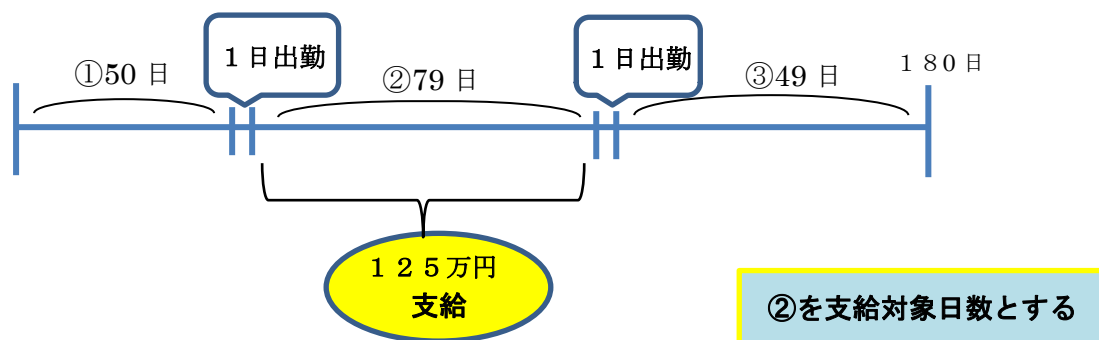 ①50 日
１日出勤
②79 日
１日出勤
③49 日
１８０日
１２５万円
支給
②を支給対象日数とする